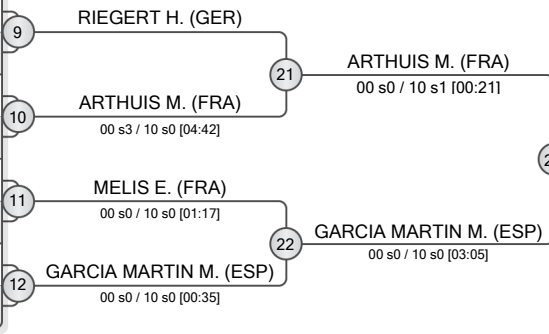 RIEGERT H. (GER)
9
21
ARTHUIS M. (FRA)
00 s0 / 10 s1 [00:21]
ARTHUIS M. (FRA)
10
00 s3 / 10 s0 [04:42]
2
MELIS E. (FRA)
11
00 s0 / 10 s0 [01:17]
22
GARCIA MARTIN M. (ESP)
00 s0 / 10 s0 [03:05]
GARCIA MARTIN M. (ESP)
12
00 s0 / 10 s0 [00:35]